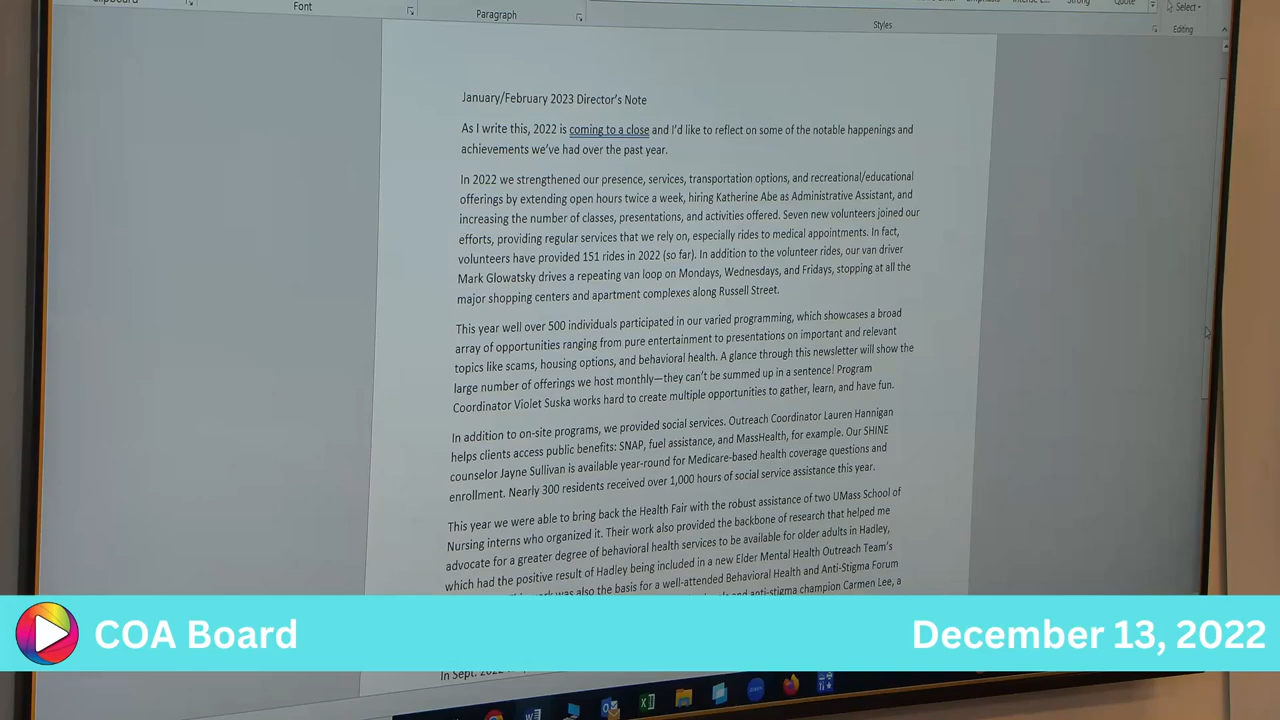 Font
Paragraph
Styles
Select
Editing
January/February 2023 Director's Note
As I write this, 2022 is coming to a close and I'd like to reflect on some of the notable happenings and
achievements we've had over the past year.
In 2022 we strengthened our presence, services, transportation options, and recreational/educational
offerings by extending open hours twice a week, hiring Katherine Abe as Administrative Assistant, and
increasing the number of classes, presentations, and activities offered. Seven new volunteers joined our
efforts, providing regular services that we rely on, especially rides to medical appointments. In fact,
volunteers have provided 151 rides in 2022 (so far). In addition to the volunteer rides, our van driver
Mark Glowatsky drives a repeating van loop on Mondays, Wednesdays, and Fridays, stopping at all the
major shopping centers and apartment complexes along Russell Street.
This year well over 500 individuals participated in our varied programming, which showcases a broad
array of opportunities ranging from pure entertainment to presentations on important and relevant
topics like scams, housing options, and behavioral health. A glance through this newsletter will show the
large number of offerings we host monthly—they can't be summed up in a sentence! Program
Coordinator Violet Suska works hard to create multiple opportunities to gather, learn, and have fun.
In addition to on-site programs, we provided social services. Outreach Coordinator Lauren Hannigan
helps clients access public benefits: SNAP, fuel assistance, and MassHealth, for example. Our SHINE
counselor Jayne Sullivan is available year-round for Medicare-based health coverage questions and
enrollment. Nearly 300 residents received over 1,000 hours of social service assistance this year.
This year we were able to bring back the Health Fair with the robust assistance of two UMass School of
Nursing interns who organized it. Their work also provided the backbone of research that helped me
advocate for a greater degree of behavioral health services to be available for older adults in Hadley,
which had the positive result of Hadley being included in a new Elder Mental Health Outreach Team's
was also the basis for a well-attended Behavioral Health and Anti-Stigma Forum
and anti-stigma champion Carmen Lee, a
COA Board
December 13, 2022
In Sept. 2022